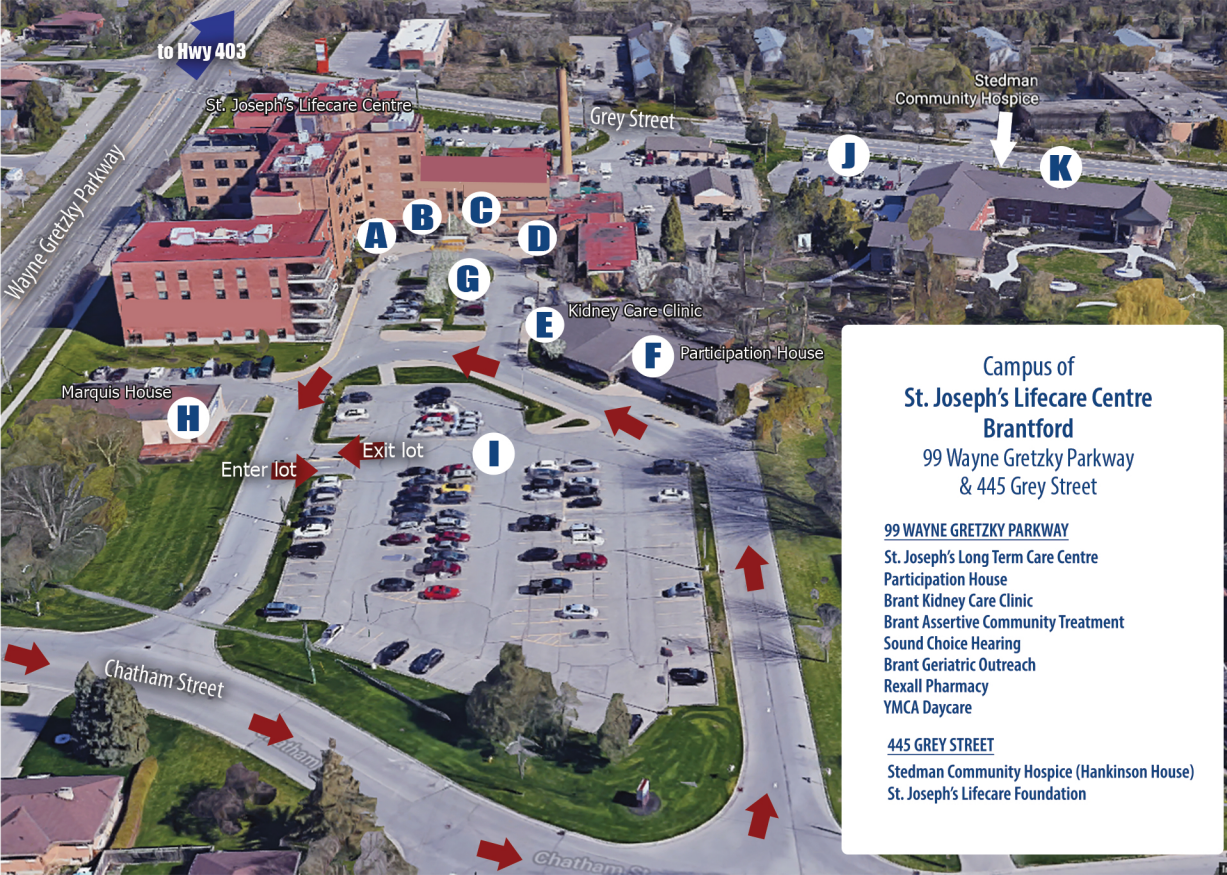 to Hwy 403
St. Joseph's Lifecare Centre
Wayne Gretzky Parkway
Grey Street
Stedman
Community Hospice
J
K
A
B
C
D
G
E
Kidney Care Clinic
F
Participation House
Marquis House
H
I
Exit lot
Enter lot
Chatham Street
Chatham
Chatham St
Campus of
St. Joseph's Lifecare Centre
Brantford
99 Wayne Gretzky Parkway
& 445 Grey Street
99 WAYNE GRETZKY PARKWAY
St. Joseph's Long Term Care Centre
Participation House
Brant Kidney Care Clinic
Brant Assertive Community Treatment
Sound Choice Hearing
Brant Geriatric Outreach
Rexall Pharmacy
YMCA Daycare
445 GREY STREET
Stedman Community Hospice (Hankinson House)
St. Joseph's Lifecare Foundation